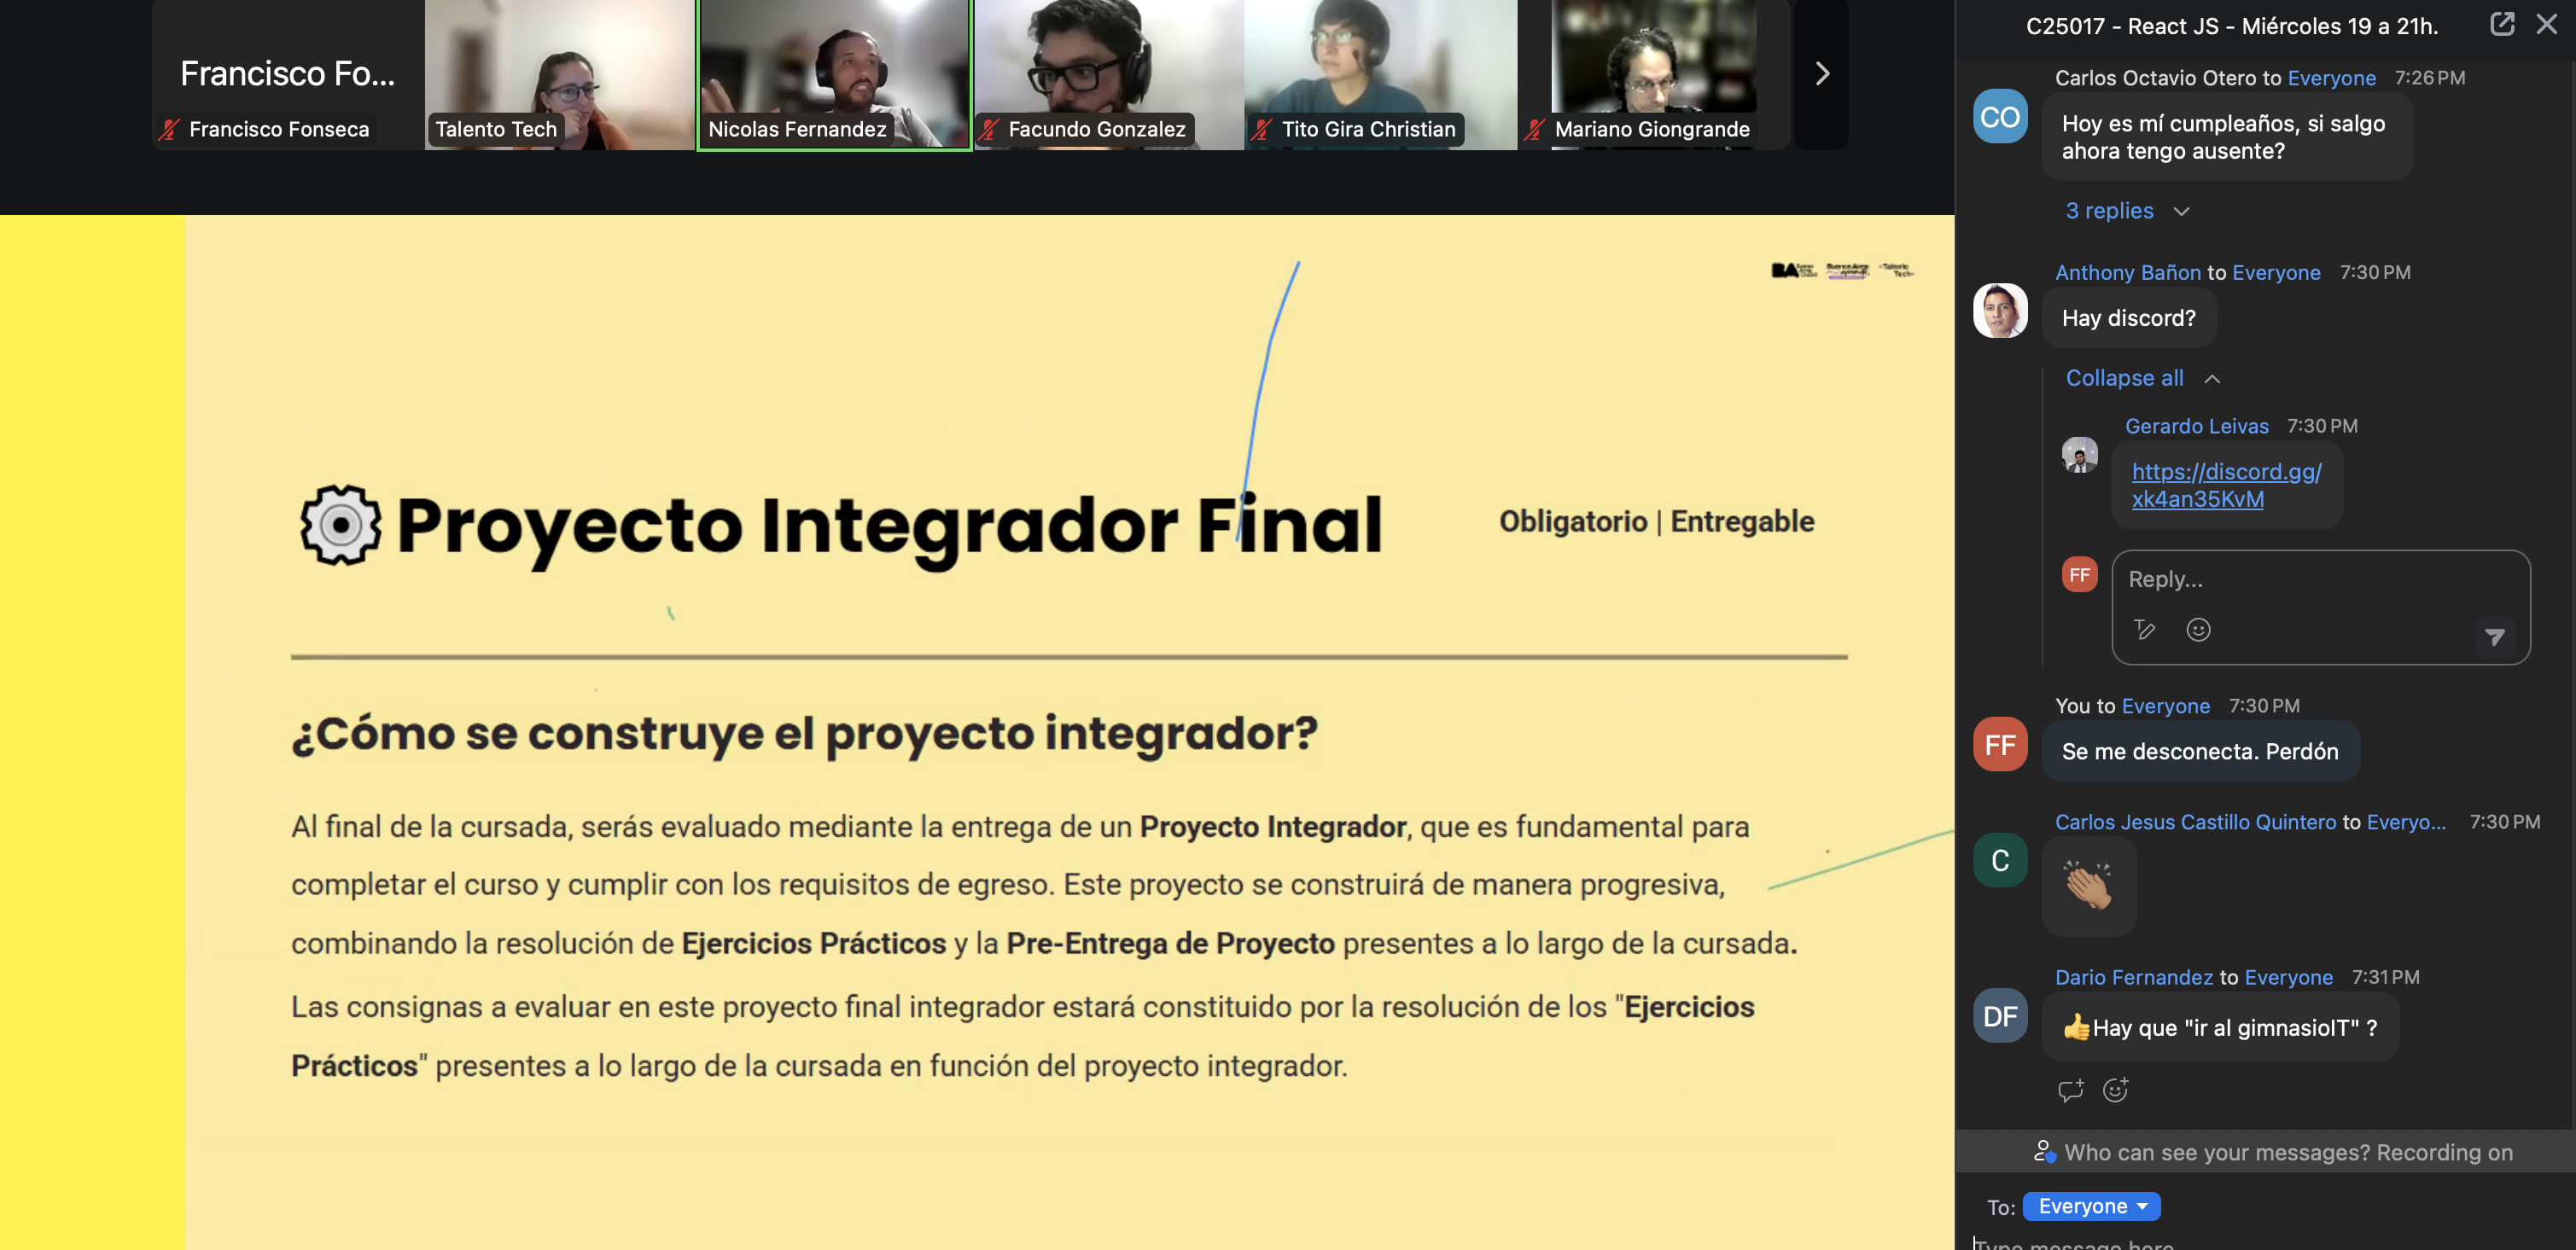 Francisco Fo...
Francisco Fonseca
Talento Tech
Nicolas Fernandez
Facundo Gonzalez
Tito Gira Christian
Mariano Giongrande
BA
Proyecto Integrador Final
Obligatorio | Entregable
¿Cómo se construye el proyecto integrador?
Al final de la cursada, serás evaluado mediante la entrega de un Proyecto Integrador, que es fundamental para
completar el curso y cumplir con los requisitos de egreso. Este proyecto se construirá de manera progresiva,
combinando la resolución de Ejercicios Prácticos y la Pre-Entrega de Proyecto presentes a lo largo de la cursada.
Las consignas a evaluar en este proyecto final integrador estará constituido por la resolución de los "Ejercicios
Prácticos" presentes a lo largo de la cursada en función del proyecto integrador.
C25017 - React JS - Miércoles 19 a 21h.
Carlos Octavio Otero to Everyone 7:26 PM
CO
Hoy es mí cumpleaños, si salgo
ahora tengo ausente?
3 replies
Anthony Bañon to Everyone 7:30 PM
Hay discord?
Collapse all
Gerardo Leivas 7:30 PM
https://discord.gg/
xk4an35KvM
FF
Reply...
You to Everyone 7:30 PM
FF
Se me desconecta. Perdón
Carlos Jesus Castillo Quintero to Everyo... 7:30 PM
C
Dario Fernandez to Everyone 7:31 PM
DF
👍Hay que "ir al gimnasioIT" ?
Who can see your messages? Recording on
To: Everyone
Type message here